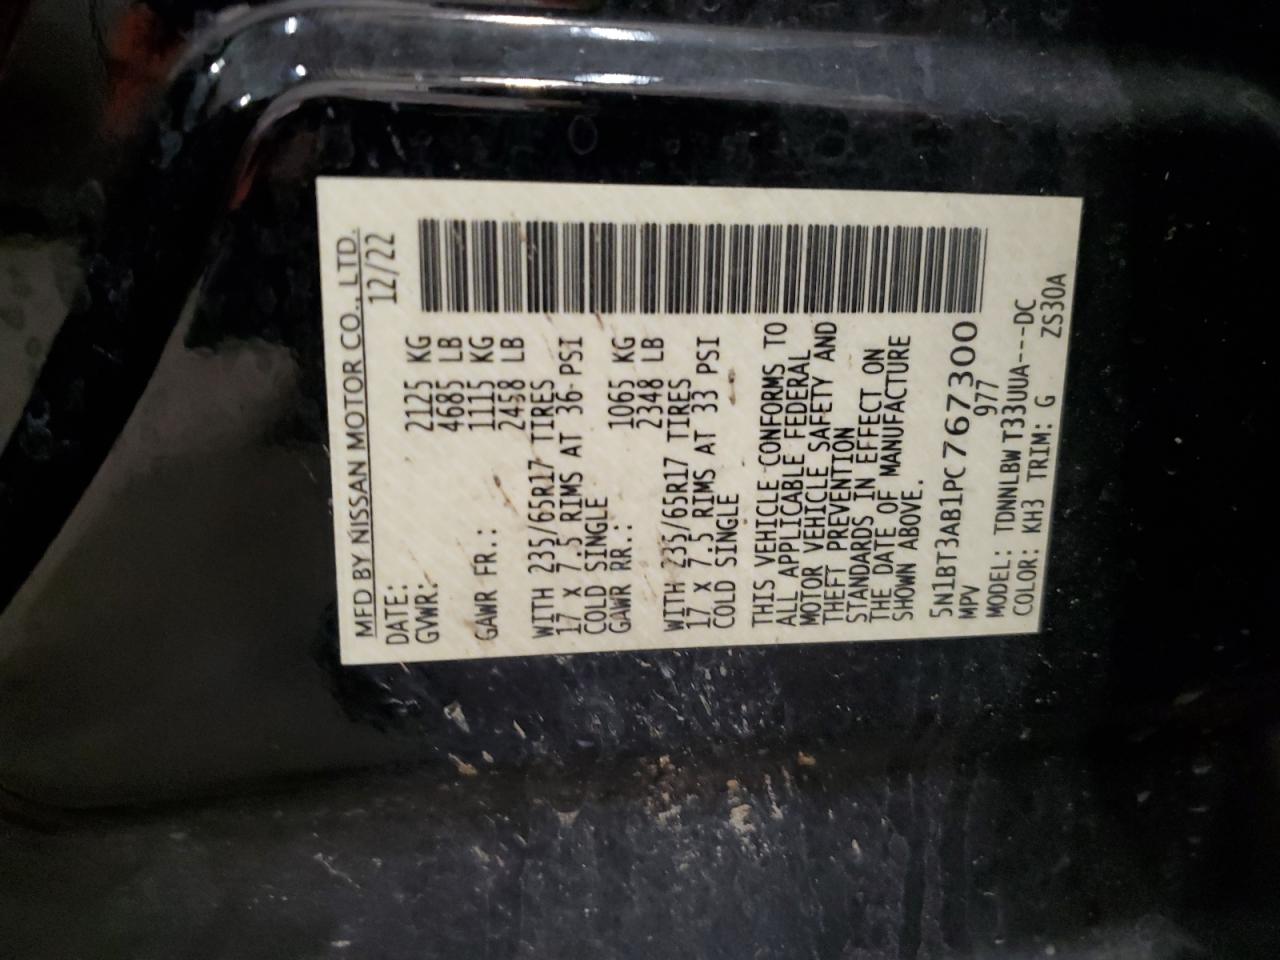 MFD BY NISSAN MOTOR CO., LTD.
DATE: 12/22
GVWR: 2125 KG
4685 LB
GAWR FR.: 1115 KG
2458 LB
WITH 235/65R17 TIRES
17 X 7.5 RIMS AT 36 PSI
COLD SINGLE
GAWR RR.: 1065 KG
2348 LB
WITH 235/65R17 TIRES
17 X 7.5 RIMS AT 33 PSI
COLD SINGLE
THIS VEHICLE CONFORMS TO
ALL APPLICABLE FEDERAL
MOTOR VEHICLE SAFETY AND
THEFT PREVENTION
STANDARDS IN EFFECT ON
THE DATE OF MANUFACTURE
SHOWN ABOVE.
5N1BT3AB1PC767300
MPV 977
MODEL: TDNNLBW T33UUA---DC
COLOR: KH3 TRIM: G ZS30A